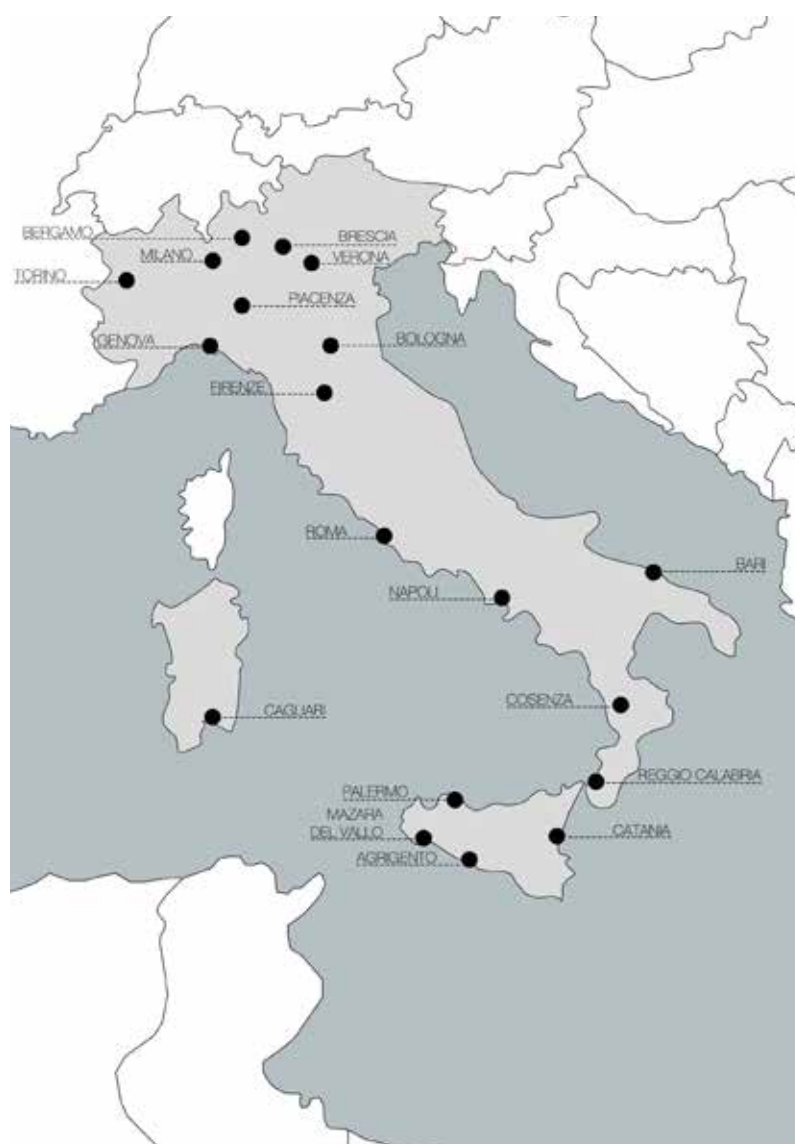 BERGAMO
BRESCIA
MILANO
VERONA
TORINO
PIACENZA
GENOVA
BOLOGNA
FIRENZE
ROMA
BARI
NAPOLI
COSENZA
CAGLIARI
REGGIO CALABRIA
PALERMO
MAZARA
DEL VALLO
CATANIA
AGRIGENTO